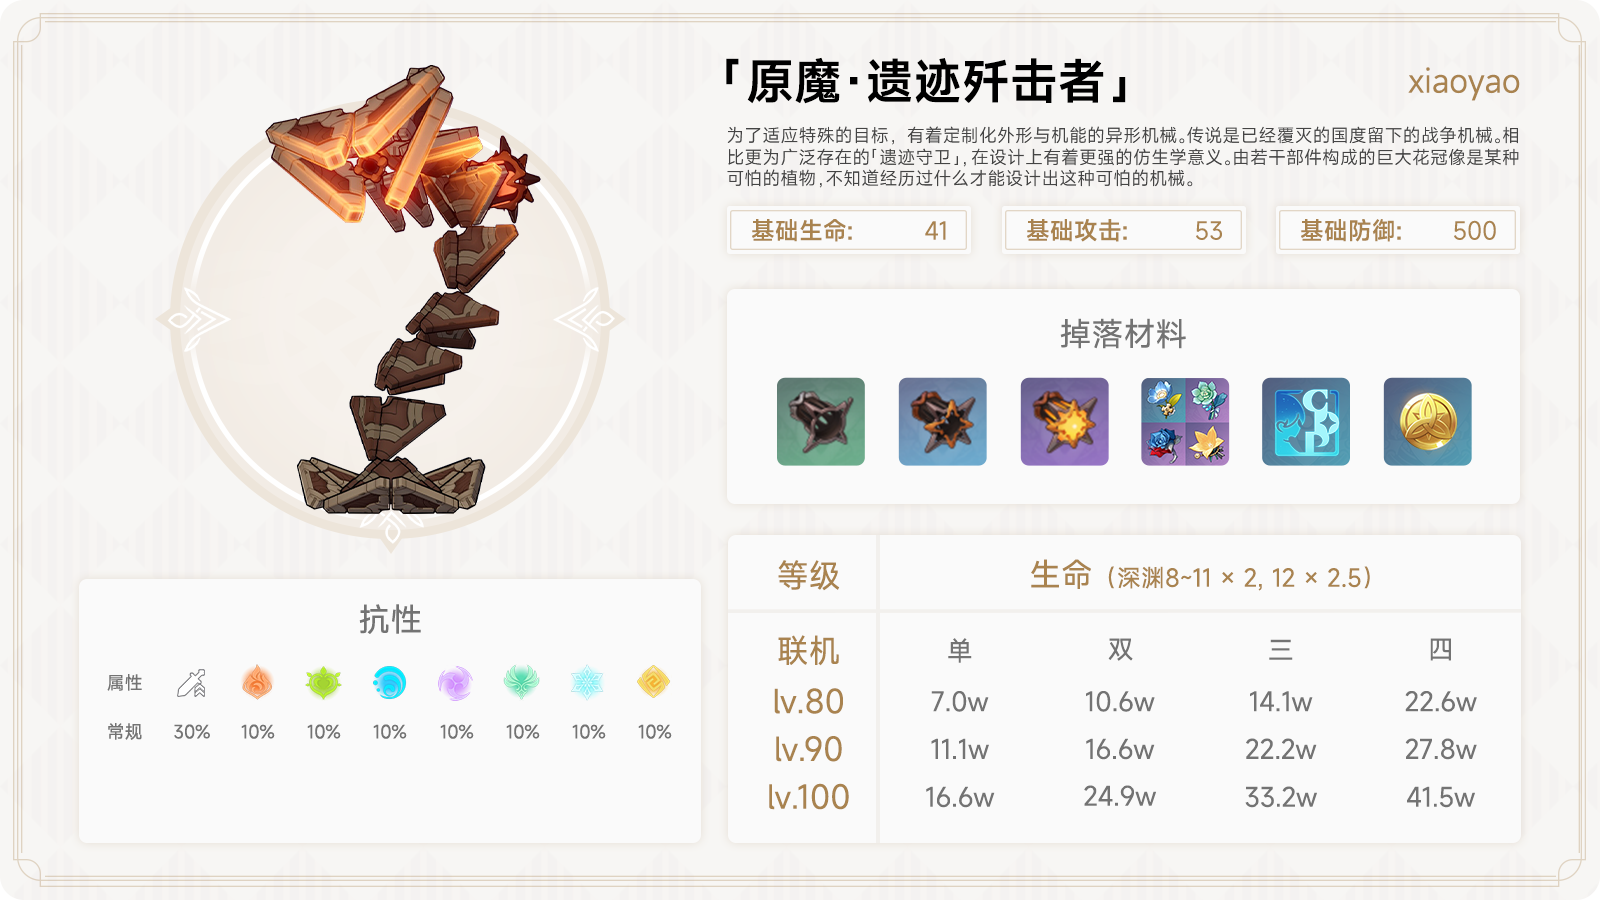 「原魔·遗迹歼击者」
xiaoyao
为了适应特殊的目标，有着定制化外形与机能的异形机械。传说是已经覆灭的国度留下的战争机械。相
比更为广泛存在的「遗迹守卫」，在设计上有着更强的仿生学意义。由若干部件构成的巨大花冠像是某种
可怕的植物，不知道经历过什么才能设计出这种可怕的机械。
基础生命: 41
基础攻击: 53
基础防御: 500
掉落材料
抗性
属性
常规 30% 10% 10% 10% 10% 10% 10% 10%
等级 生命（深渊8~11 × 2, 12 × 2.5）
联机 单 双 三 四
lv.80 7.0w 10.6w 14.1w 22.6w
lv.90 11.1w 16.6w 22.2w 27.8w
lv.100 16.6w 24.9w 33.2w 41.5w